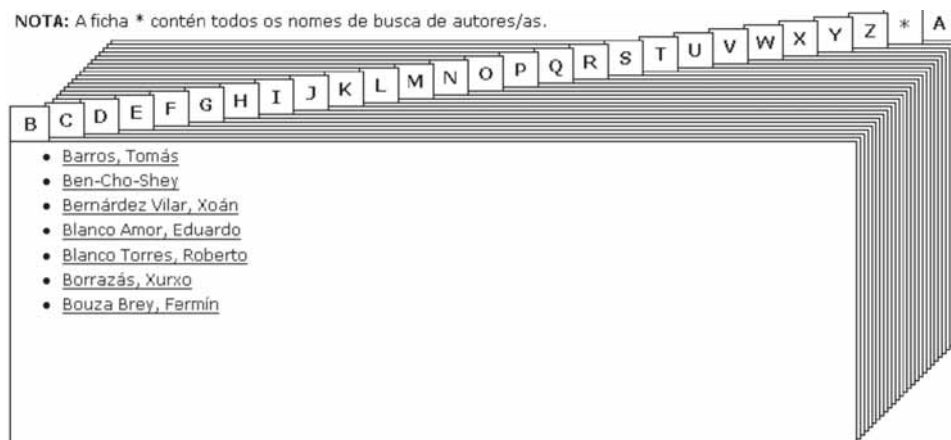 NOTA: A ficha * contén todos os nomes de busca de autores/as.
B C D E F G H I J K L M N O P Q R S T U V W X Y Z * A
• Barros, Tomás
• Ben-Cho-Shey
• Bernárdez Vilar, Xoán
• Blanco Amor, Eduardo
• Blanco Torres, Roberto
• Borrazás, Xurxo
• Bouza Brey, Fermín